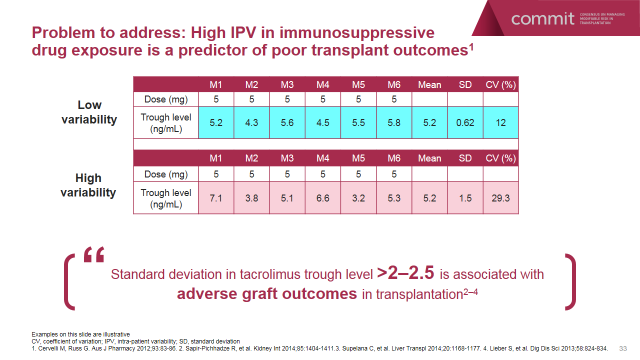 Problem to address: High IPV in immunosuppressive
drug exposure is a predictor of poor transplant outcomes1
commit
CONSENSUS ON MANAGING
MODIFIABLE RISK IN
TRANSPLANTATION
Low
variability
M1 M2 M3 M4 M5 M6 Mean SD CV (%)
Dose (mg) 5 5 5 5 5 5
Trough level
(ng/mL) 5.2 4.3 5.6 4.5 5.5 5.8 5.2 0.62 12
High
variability
M1 M2 M3 M4 M5 M6 Mean SD CV (%)
Dose (mg) 5 5 5 5 5 5
Trough level
(ng/mL) 7.1 3.8 5.1 6.6 3.2 5.3 5.2 1.5 29.3
“
Standard deviation in tacrolimus trough level >2–2.5 is associated with
adverse graft outcomes in transplantation2–4
Examples on this slide are illustrative
CV, coefficient of variation; IPV, intra-patient variability; SD, standard deviation
1. Cervelli M, Russ G. Aus J Pharmacy 2012;93:83-86. 2. Sapir-Pichhadze R, et al. Kidney Int 2014;85:1404-1411.3. Supelana C, et al. Liver Transpl 2014;20:1168-1177. 4. Lieber S, et al. Dig Dis Sci 2013;58:824-834.
33